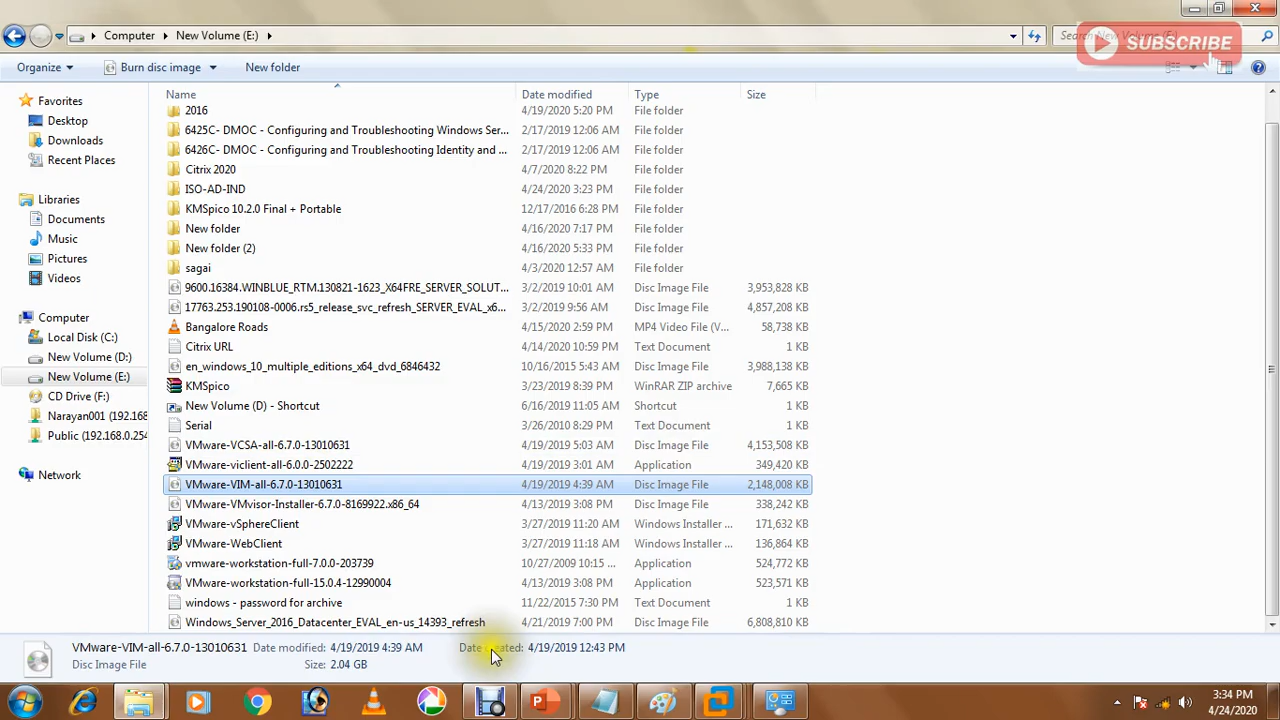 Computer New Volume (E:)
Search New Volume (E:)
SUBSCRIBE
Organize Burn disc image New folder
Name Date modified Type Size
Favorites
Desktop
Downloads
Recent Places
Libraries
Documents
Music
Pictures
Videos
Computer
Local Disk (C:)
New Volume (D:)
New Volume (E:)
CD Drive (F:)
Narayan001 (192.168
Public (192.168.0.254
Network
2016 4/19/2020 5:20 PM File folder
6425C- DMOC - Configuring and Troubleshooting Windows Ser... 2/17/2019 12:06 AM File folder
6426C- DMOC - Configuring and Troubleshooting Identity and ... 2/17/2019 12:06 AM File folder
Citrix 2020 4/7/2020 8:22 PM File folder
ISO-AD-IND 4/24/2020 3:23 PM File folder
KMSpico 10.2.0 Final + Portable 12/17/2016 6:28 PM File folder
New folder 4/16/2020 7:17 PM File folder
New folder (2) 4/16/2020 5:33 PM File folder
sagai 4/3/2020 12:57 AM File folder
9600.16384.WINBLUE_RTM.130821-1623_X64FRE_SERVER_SOLUT... 3/2/2019 10:01 AM Disc Image File 3,953,828 KB
17763.253.190108-0006.rs5_release_svc_refresh_SERVER_EVAL_x6... 3/2/2019 9:56 AM Disc Image File 4,857,208 KB
Bangalore Roads 4/15/2020 2:59 PM MP4 Video File (V... 58,738 KB
Citrix URL 4/14/2020 10:59 PM Text Document 1 KB
en_windows_10_multiple_editions_x64_dvd_6846432 10/16/2015 5:43 AM Disc Image File 3,988,138 KB
KMSpico 3/23/2019 8:39 PM WinRAR ZIP archive 7,665 KB
New Volume (D) - Shortcut 6/16/2019 11:05 AM Shortcut 1 KB
Serial 3/26/2010 8:29 PM Text Document 1 KB
VMware-VCSA-all-6.7.0-13010631 4/19/2019 5:03 AM Disc Image File 4,153,508 KB
VMware-viclient-all-6.0.0-2502222 4/19/2019 3:01 AM Application 349,420 KB
VMware-VIM-all-6.7.0-13010631 4/19/2019 4:39 AM Disc Image File 2,148,008 KB
VMware-VMvisor-Installer-6.7.0-8169922.x86_64 4/13/2019 3:08 PM Disc Image File 338,242 KB
VMware-vSphereClient 3/27/2019 11:20 AM Windows Installer ... 171,632 KB
VMware-WebClient 3/27/2019 11:18 AM Windows Installer ... 136,864 KB
vmware-workstation-full-7.0.0-203739 10/27/2009 10:15 ... Application 524,772 KB
VMware-workstation-full-15.0.4-12990004 4/13/2019 3:08 PM Application 523,571 KB
windows - password for archive 11/22/2015 7:30 PM Text Document 1 KB
Windows_Server_2016_Datacenter_EVAL_en-us_14393_refresh 4/21/2019 7:00 PM Disc Image File 6,808,810 KB
VMware-VIM-all-6.7.0-13010631 Date modified: 4/19/2019 4:39 AM Date created: 4/19/2019 12:43 PM
Disc Image File Size: 2.04 GB
3:34 PM
4/24/2020